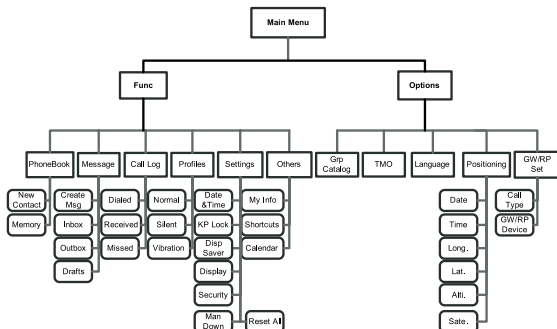 Main Menu
Func
Options
PhoneBook
Message
Call Log
Profiles
Settings
Others
Grp
Catalog
TMO
Language
Positioning
GW/RP
Set
New
Contact
Memory
Create
Msg
Inbox
Outbox
Drafts
Dialed
Received
Missed
Normal
Silent
Vibration
Date
&Time
KP Lock
Disp
Saver
Display
Security
Man
Down
Reset All
My Info
Shortcuts
Calendar
Date
Time
Long.
Lat.
Alti.
Sate.
Call
Type
GW/RP
Device